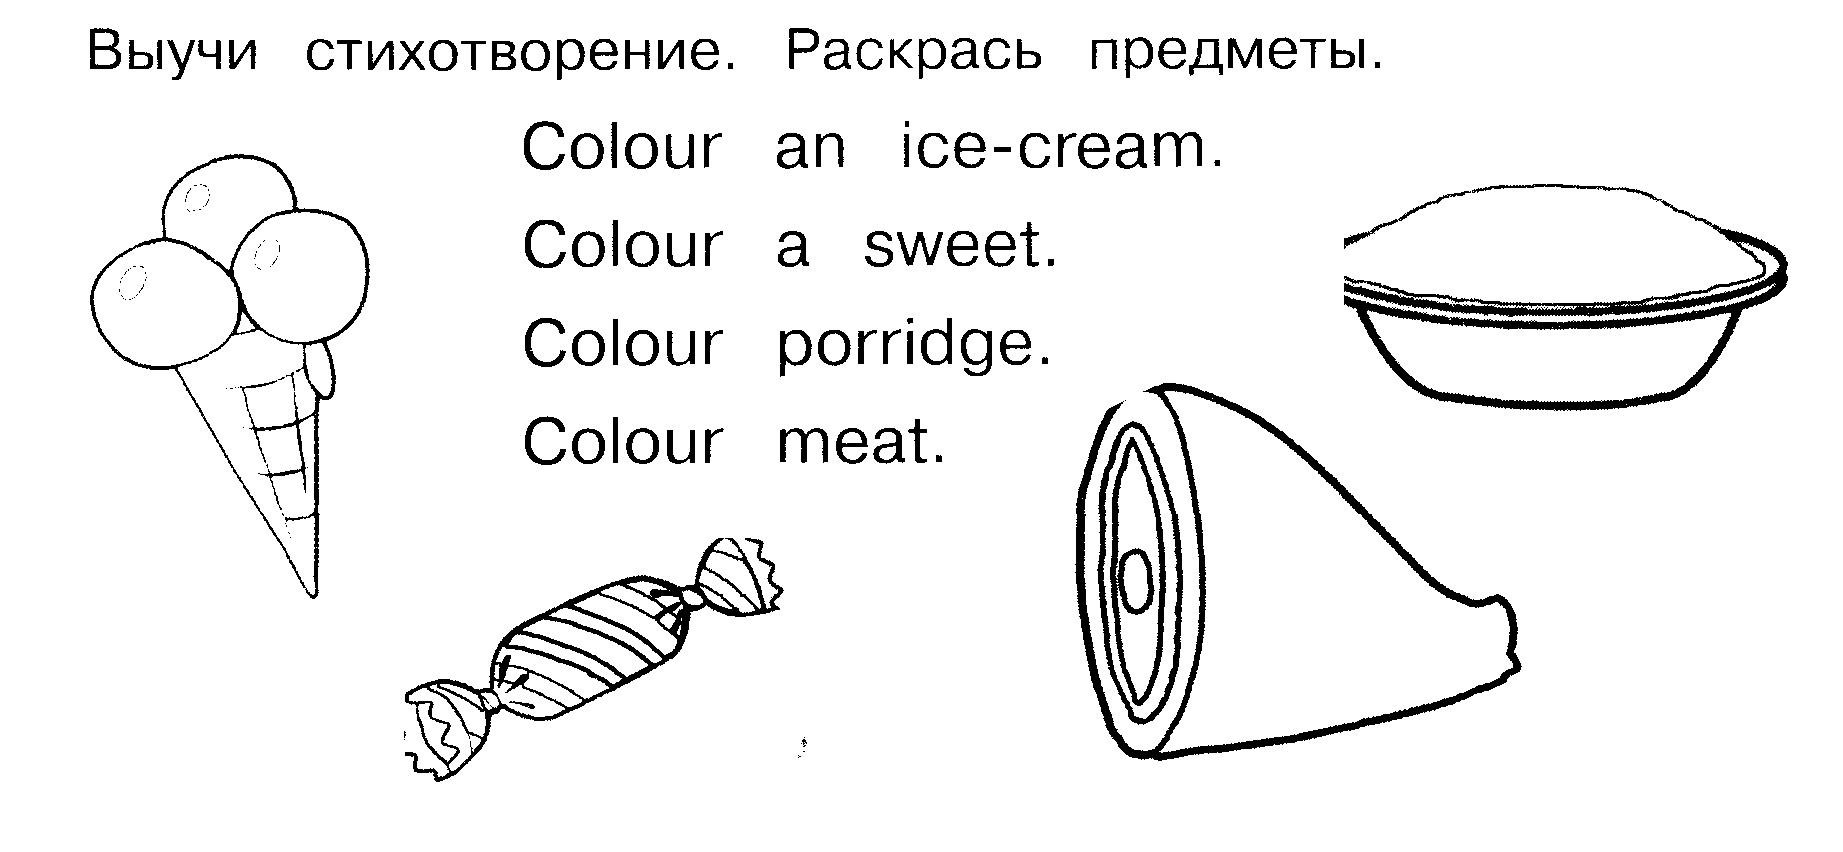 Выучи стихотворение. Раскрась предметы.
Colour an ice-cream.
Colour a sweet.
Colour porridge.
Colour meat.